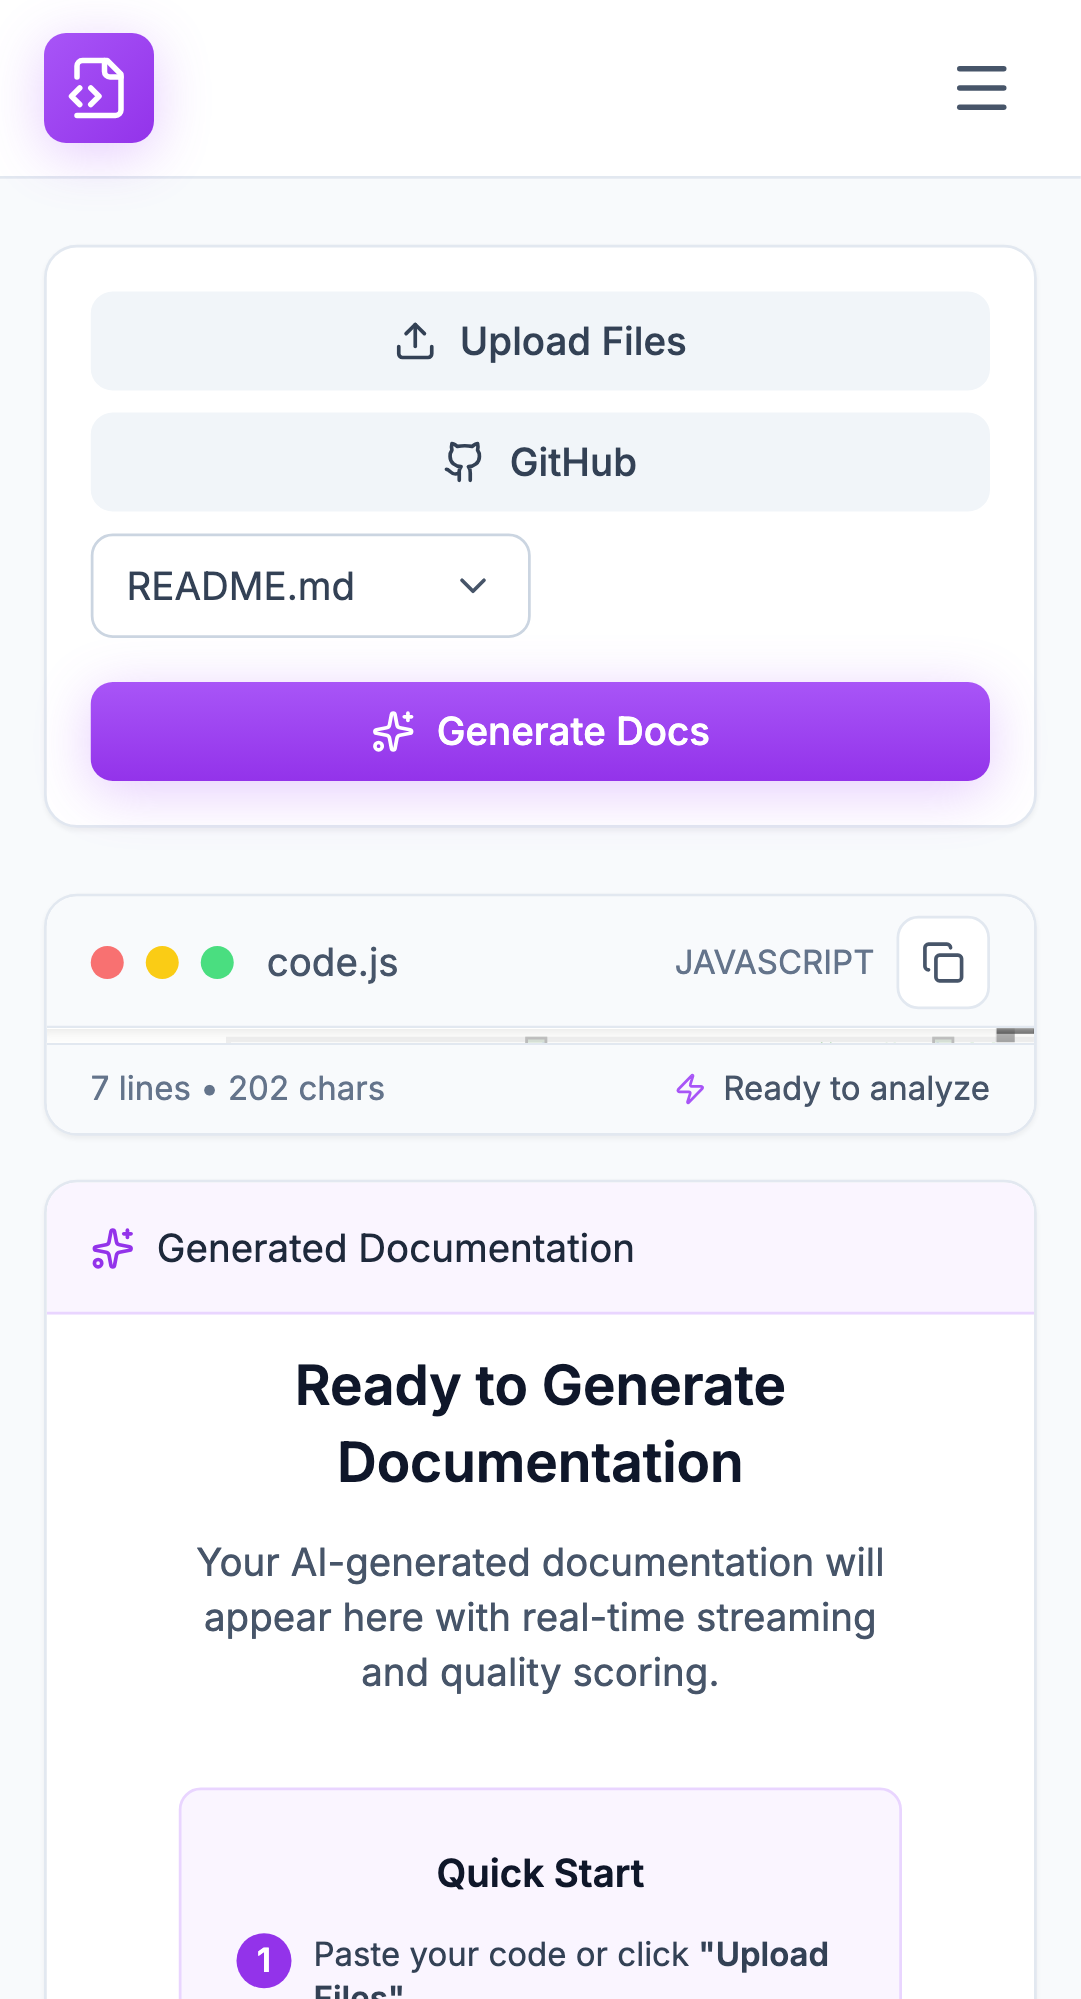 Upload Files
GitHub
README.md
Generate Docs
code.js
JAVASCRIPT
7 lines • 202 chars
Ready to analyze
Generated Documentation
Ready to Generate
Documentation
Your AI-generated documentation will
appear here with real-time streaming
and quality scoring.
Quick Start
1
Paste your code or click "Upload
Files"